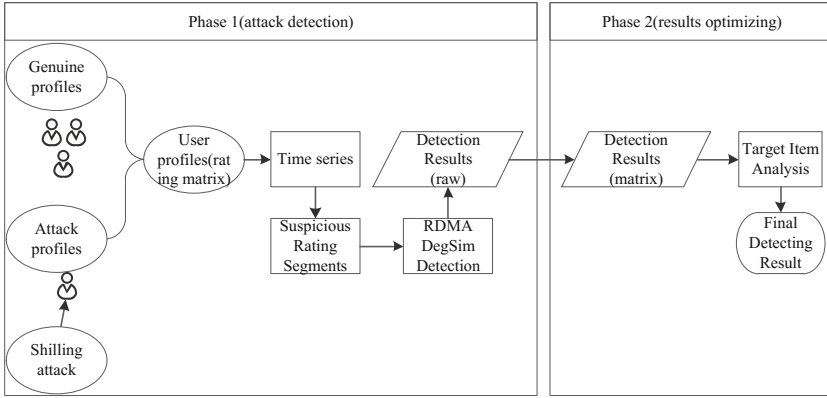 Phase 1(attack detection)
Phase 2(results optimizing)
Genuine
profiles
User
profiles(rat
ing matrix)
Time series
Detection
Results
(raw)
Detection
Results
(matrix)
Target Item
Analysis
Attack
profiles
Suspicious
Rating
Segments
RDMA
DegSim
Detection
Final
Detecting
Result
Shilling
attack